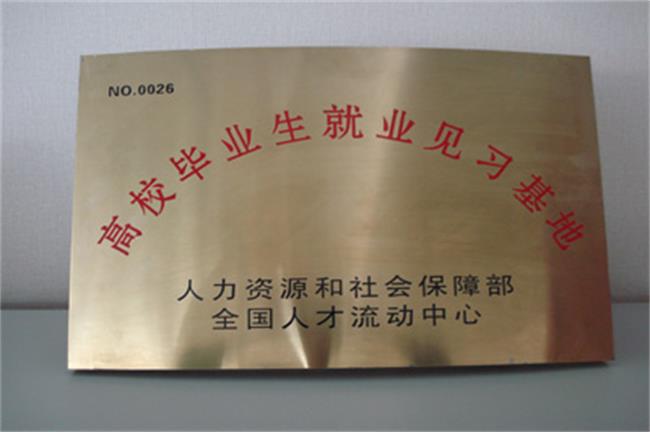 NO.0026
高校毕业生就业见习基地
人力资源和社会保障部
全国人才流动中心